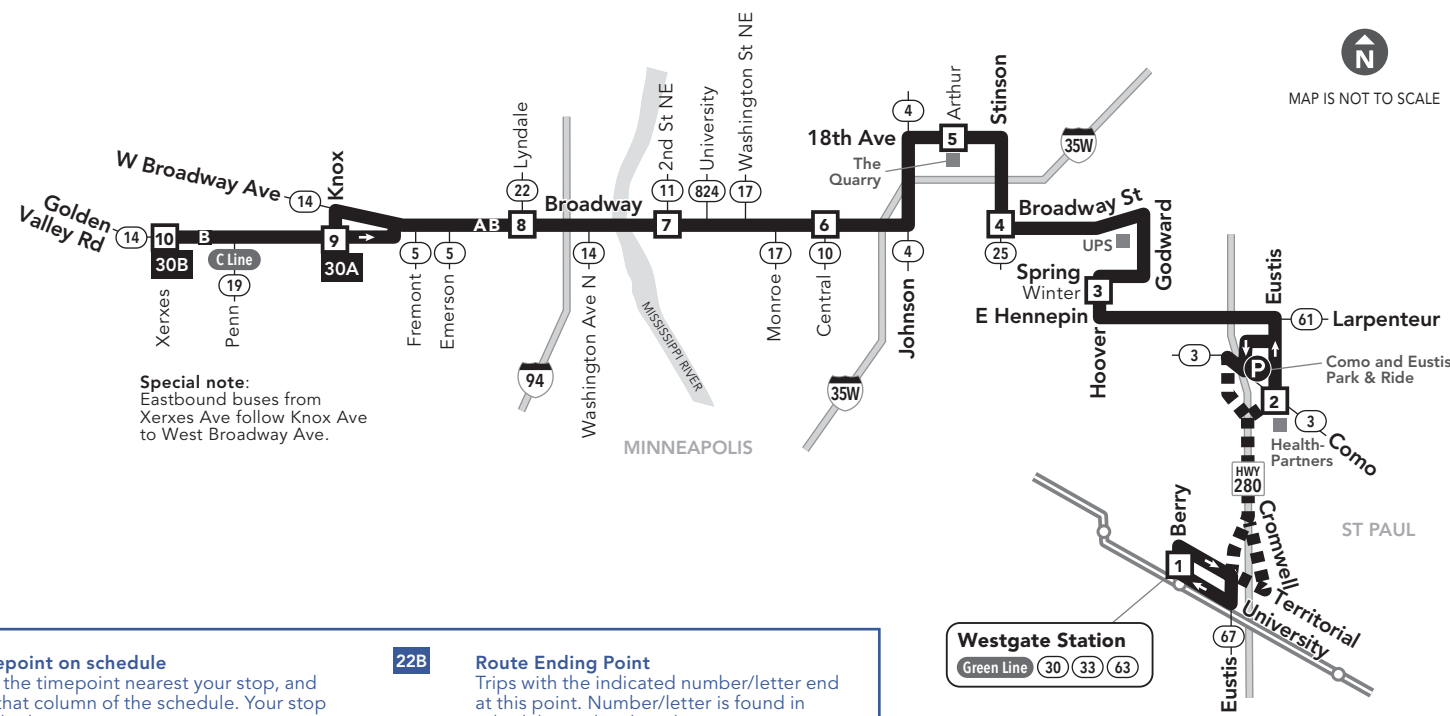 N
MAP IS NOT TO SCALE
W Broadway Ave
14
Knox
Golden
Valley Rd
14
10
B
9
30B
30A
C Line
19
Xerxes
Penn
5
Fremont
5
Emerson
AB
8
22
Lyndale
Broadway
14
Washington Ave N
94
MISSISSIPPI RIVER
7
11
2nd St NE
824
University
17
Washington St NE
17
Monroe
6
10
Central
4
Johnson
35W
MINNEAPOLIS
18th Ave
4
5
Arthur
The
Quarry
Stinson
35W
4
25
Broadway St
UPS
Godward
Spring
Winter
3
E Hennepin
Hoover
Eustis
61
Larpenteur
3
P
Como and Eustis
Park & Ride
2
3
Como
Health-
Partners
HWY
280
Cromwell
ST PAUL
Berry
1
Territorial
University
67
Eustis
Westgate Station
Green Line 30 33 63
Special note:
Eastbound buses from
Xerxes Ave follow Knox Ave
to West Broadway Ave.
epoint on schedule
the timepoint nearest your stop, and
that column of the schedule. Your stop
22B
Route Ending Point
Trips with the indicated number/letter end
at this point. Number/letter is found in